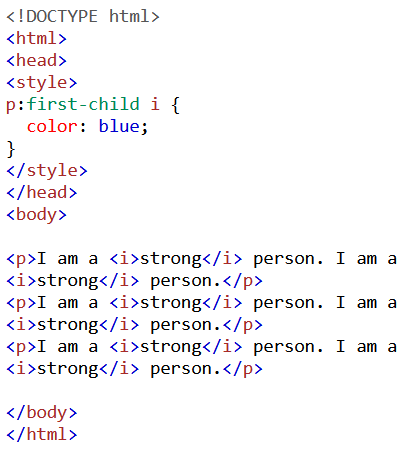 <!DOCTYPE html>
<html>
<head>
<style>
p:first-child i {
  color: blue;
}
</style>
</head>
<body>

<p>I am a <i>strong</i> person. I am a
<i>strong</i> person.</p>
<p>I am a <i>strong</i> person. I am a
<i>strong</i> person.</p>
<p>I am a <i>strong</i> person. I am a
<i>strong</i> person.</p>

</body>
</html>